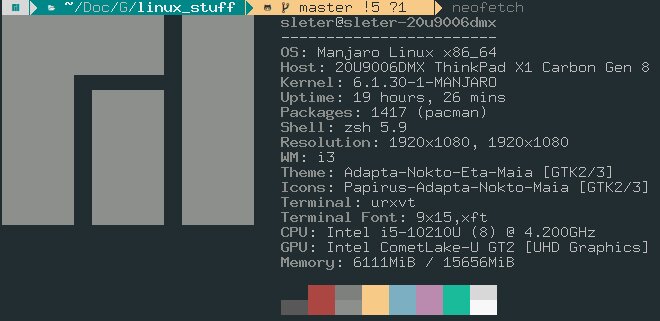 ~/Doc/G/linux_stuff master !5 ?1 neofetch
sleter@sleter-20u9006dmx
------------------------
OS: Manjaro Linux x86_64
Host: 20U9006DMX ThinkPad X1 Carbon Gen 8
Kernel: 6.1.30-1-MANJARO
Uptime: 19 hours, 26 mins
Packages: 1417 (pacman)
Shell: zsh 5.9
Resolution: 1920x1080, 1920x1080
WM: i3
Theme: Adapta-Nokto-Eta-Maia [GTK2/3]
Icons: Papirus-Adapta-Nokto-Maia [GTK2/3]
Terminal: urxvt
Terminal Font: 9x15,xft
CPU: Intel i5-10210U (8) @ 4.200GHz
GPU: Intel CometLake-U GT2 [UHD Graphics]
Memory: 6111MiB / 15656MiB